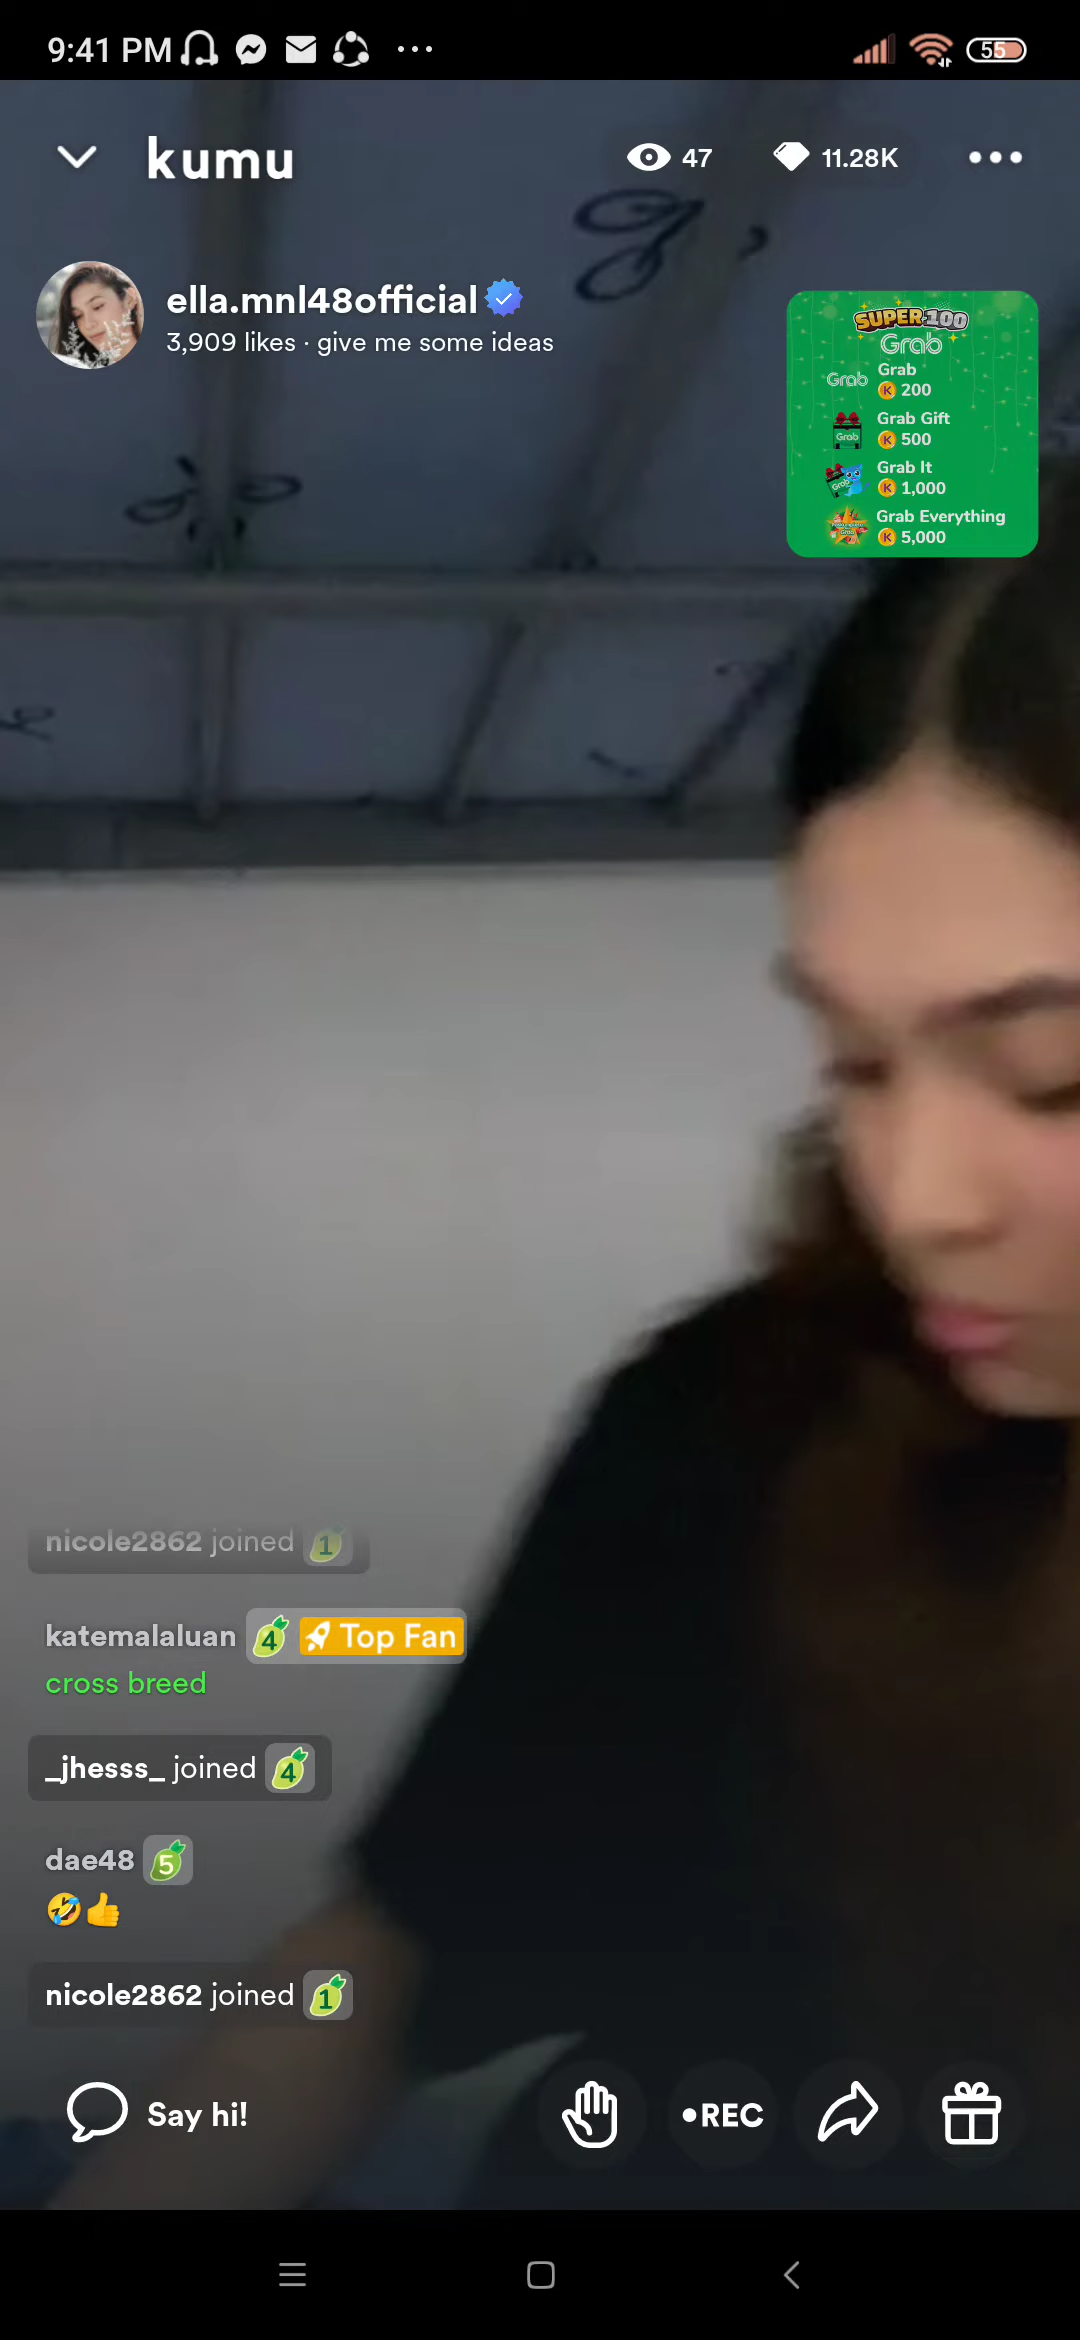 9:41 PM
55
kumu
47
11.28K
ella.mnl48official
3,909 likes · give me some ideas
SUPER 100
Grab
Grab
Grab
K 200
Grab
Grab Gift
K 500
Grab
Grab It
K 1,000
Grab Everything
K 5,000
nicole2862 joined 1
katemalaluan 4 Top Fan
cross breed
_jhesss_ joined 4
dae48 5
🤣👍
nicole2862 joined 1
Say hi!
•REC